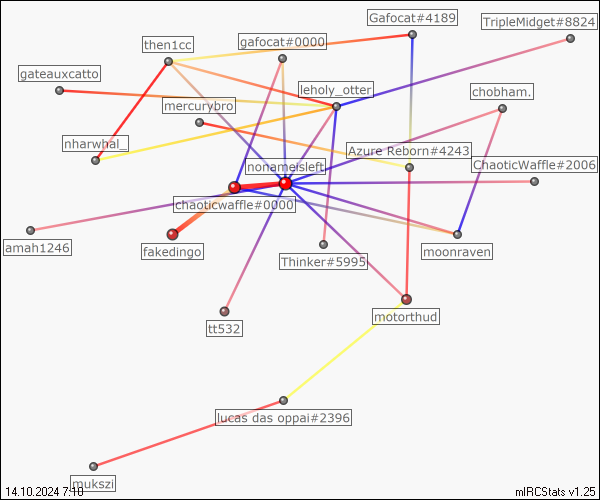 Gafocat#4189
TripleMidget#8824
then1cc
gafocat#0000
gateauxcatto
leholy_otter
chobham.
mercurybro
nharwhal_
Azure Reborn#4243
nonameisleft
ChaoticWaffle#2006
chaoticwaffle#0000
amah1246
fakedingo
Thinker#5995
moonraven
tt532
motorthud
lucas das oppai#2396
mukszi
14.10.2024 7:10
mIRCStats v1.25